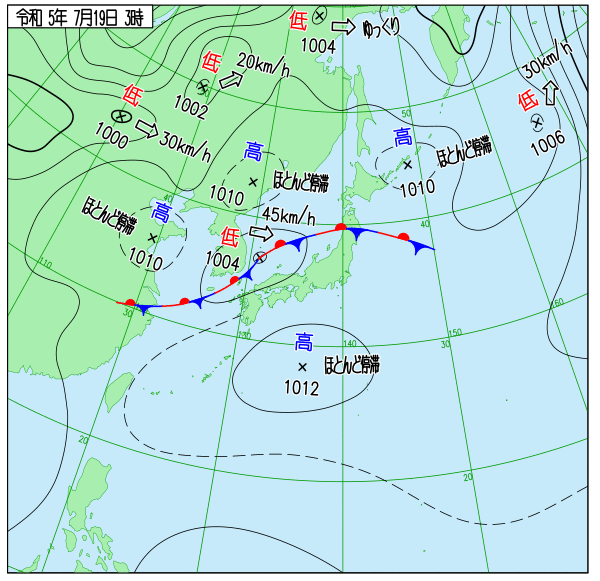 令和 5年 7月19日 3時
低
1004
ゆっくり
低
20km/h
1002
低
1000
30km/h
30km/h
低
1006
50
高
ほとんど停滞
1010
高
ほとんど停滞
1010
40
ほとんど停滞
高
1010
低
45km/h
1004
40
110
30
130
140
30
150
160
高
ほとんど停滞
1012
20
20